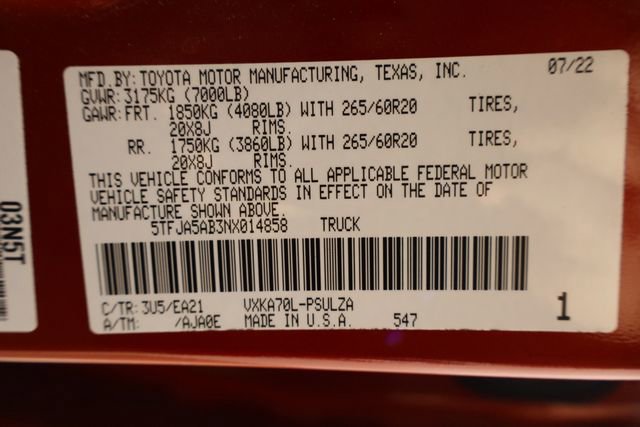 MFD.BY: TOYOTA MOTOR MANUFACTURING, TEXAS, INC. 07/22
GVWR: 3175KG (7000LB)
GAWR: FRT. 1850KG (4080LB) WITH 265/60R20 TIRES,
20X8J RIMS.
RR. 1750KG (3860LB) WITH 265/60R20 TIRES,
20X8J RIMS.
THIS VEHICLE CONFORMS TO ALL APPLICABLE FEDERAL MOTOR
VEHICLE SAFETY STANDARDS IN EFFECT ON THE DATE OF
MANUFACTURE SHOWN ABOVE.
5TFJA5AB3NX014858 TRUCK
C/TR: 3U5/EA21 VXKA70L-PSULZA
A/TM: /AJA0E MADE IN U.S.A. 547 1
03N5T